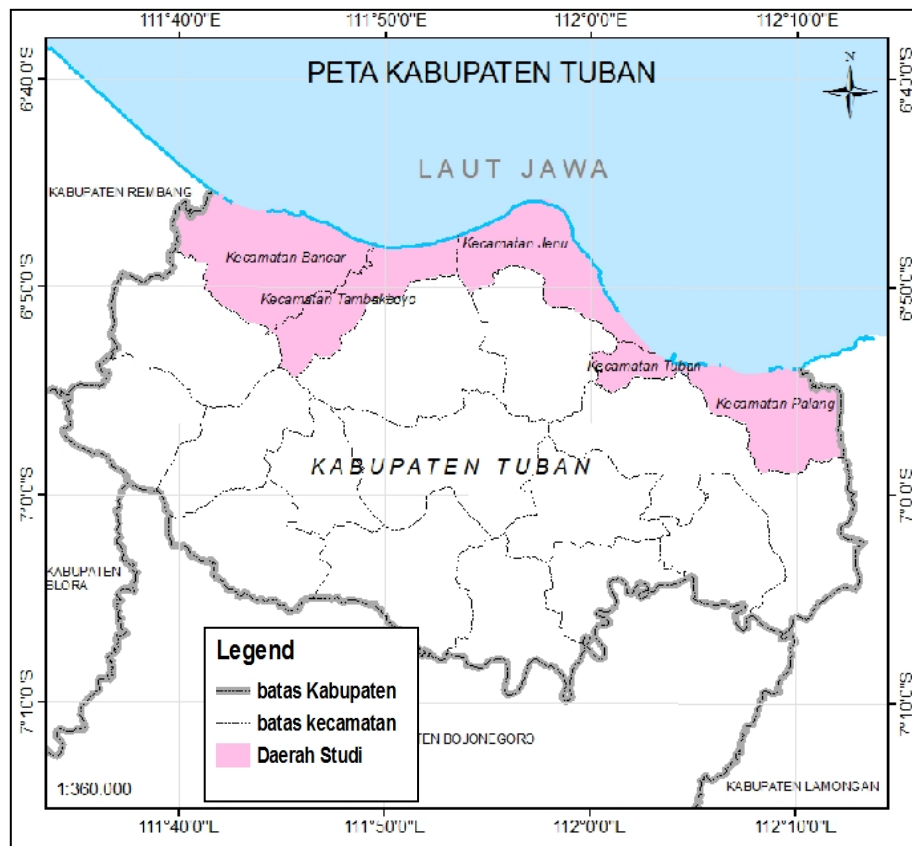 111°40'0"E 111°50'0"E 112°0'0"E 112°10'0"E
6°40'0"S
6°40'0"S
PETA KABUPATEN TUBAN
N
LAUT JAWA
KABUPATEN REMBANG
Kecamatan Bancar
Kecamatan Jenu
6°50'0"S
6°50'0"S
Kecamatan Tambakboyo
Kecamatan Tuban
Kecamatan Palang
KABUPATEN TUBAN
7°0'0"S
7°0'0"S
KABUPATEN
BLORA
Legend
batas Kabupaten
batas kecamatan
Daerah Studi
7°10'0"S
7°10'0"S
TEN BOJONEGORO
1:360.000
KABUPATEN LAMONGAN
111°40'0"E 111°50'0"E 112°0'0"E 112°10'0"E